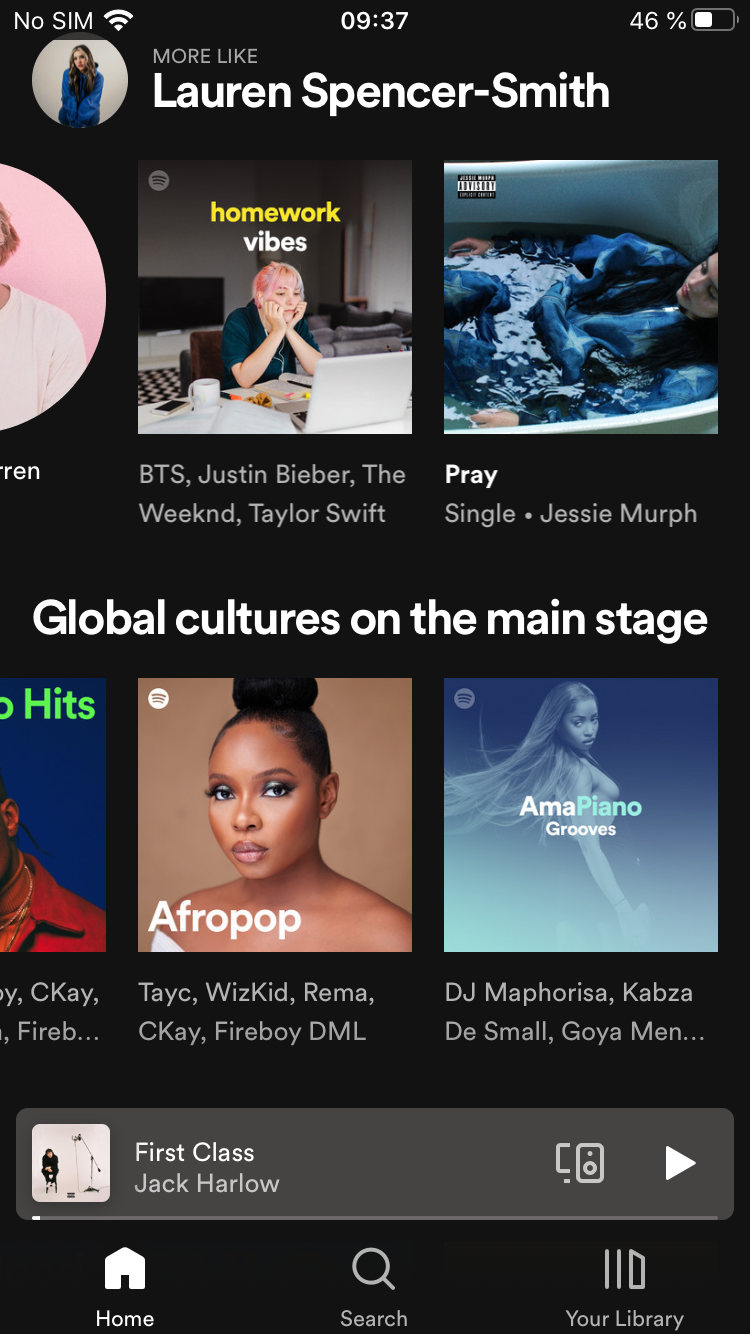 No SIM 09:37 46 %
MORE LIKE
Lauren Spencer-Smith
homework
vibes
JESSIE MURPH
ADVISORY
EXPLICIT CONTENT
rren
BTS, Justin Bieber, The
Weeknd, Taylor Swift
Pray
Single • Jessie Murph
Global cultures on the main stage
o Hits
Afropop
AmaPiano
Grooves
oy, CKay,
, Fireb...
Tayc, WizKid, Rema,
CKay, Fireboy DML
DJ Maphorisa, Kabza
De Small, Goya Men...
First Class
Jack Harlow
Home
Search
Your Library